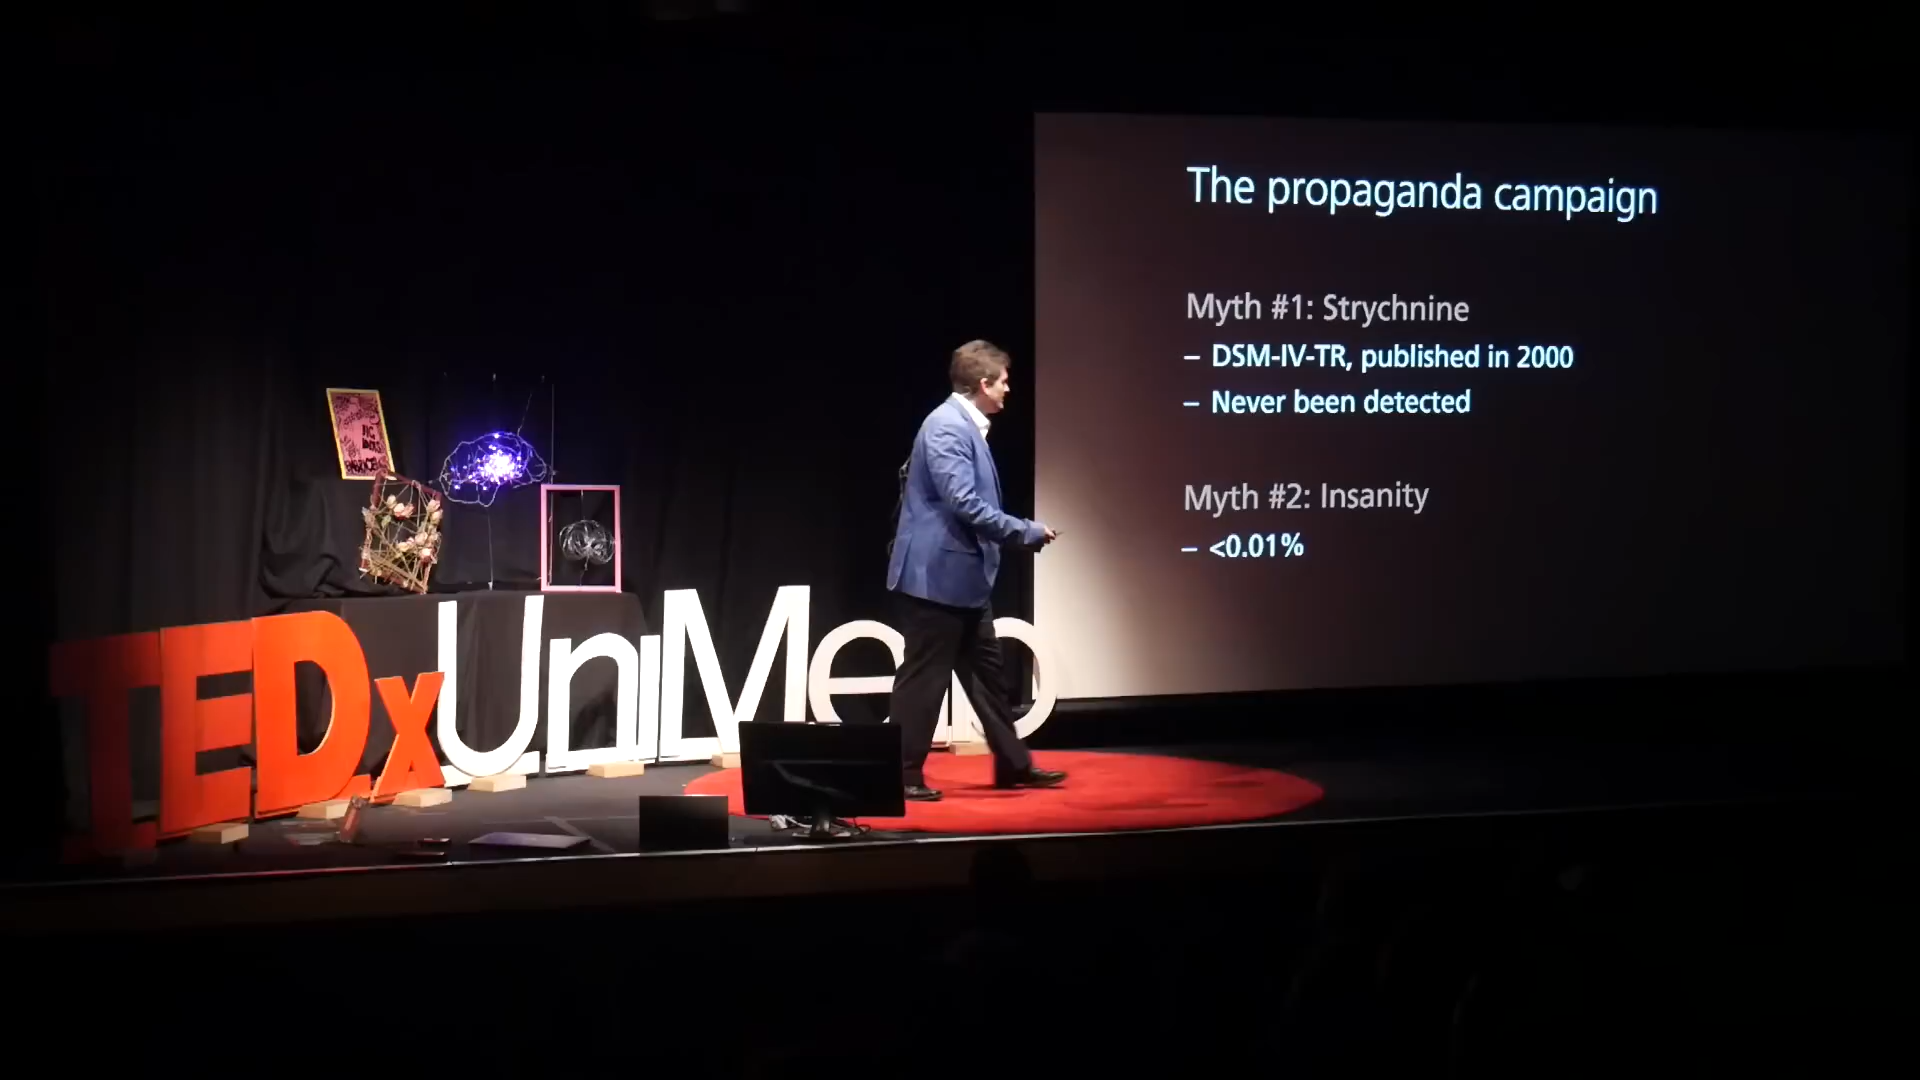 The propaganda campaign
Myth #1: Strychnine
– DSM-IV-TR, published in 2000
– Never been detected
Myth #2: Insanity
– <0.01%
TEDxUniMelb